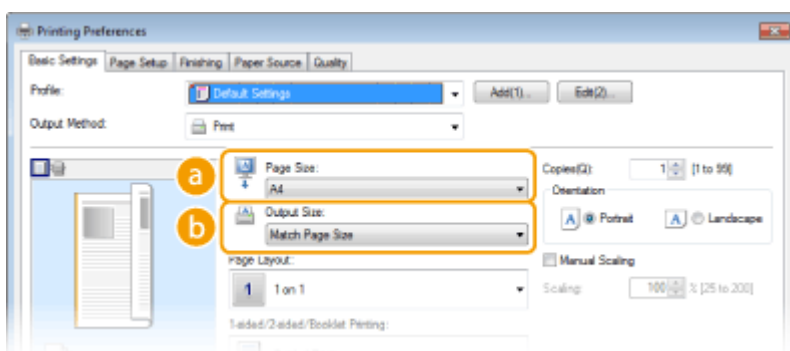 Printing Preferences
Basic Settings Page Setup Finishing Paper Source Quality
Profile: Default Settings Add(1)... Edit(2)...
Output Method: Print
a Page Size: Copies(Q): 1 [1 to 99]
A4 Orientation
b Output Size: A Portrait A Landscape
Match Page Size
Page Layout: Manual Scaling
1 1 on 1 Scaling: 100 % [25 to 200]
1-sided/2-sided/Booklet Printing: